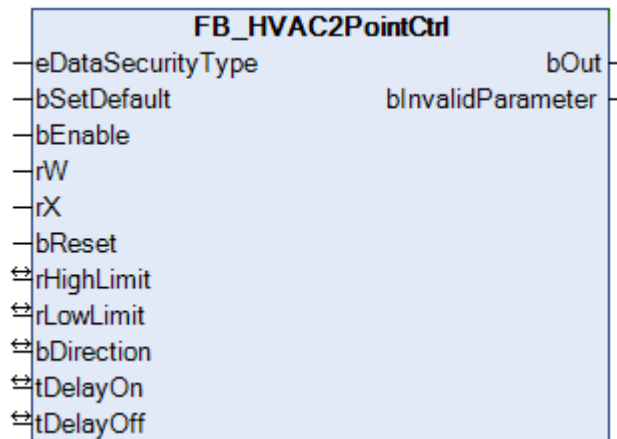 FB_HVAC2PointCtrl
eDataSecurityType bOut
bSetDefault bInvalidParameter
bEnable
rW
rX
bReset
rHighLimit
rLowLimit
bDirection
tDelayOn
tDelayOff